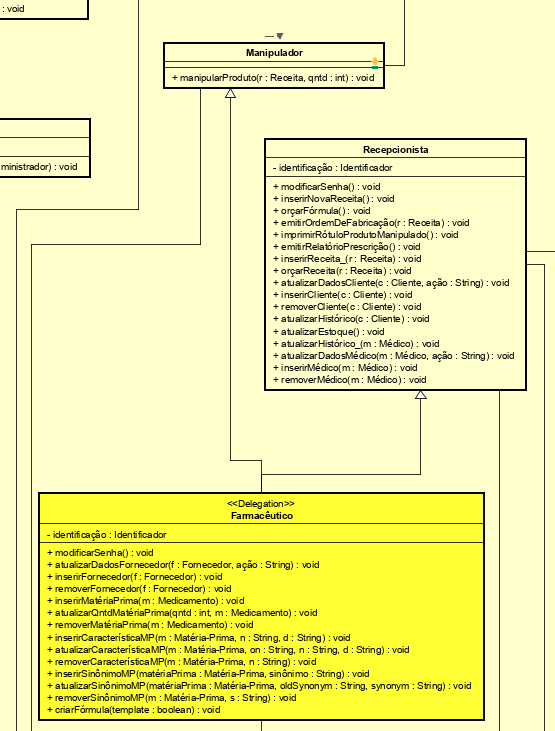 : void
Manipulador
+ manipularProduto(r : Receita, qntd : int) : void
ministrador) : void
Recepcionista
- identificação : Identificador
+ modificarSenha() : void
+ inserirNovaReceita() : void
+ orçarFórmula() : void
+ emitirOrdemDeFabricação(r : Receita) : void
+ imprimirRótuloProdutoManipulado() : void
+ emitirRelatórioPrescrição() : void
+ inserirReceita_(r : Receita) : void
+ orçarReceita(r : Receita) : void
+ atualizarDadosCliente(c : Cliente, ação : String) : void
+ inserirCliente(c : Cliente) : void
+ removerCliente(c : Cliente) : void
+ atualizarHistórico(c : Cliente) : void
+ atualizarEstoque() : void
+ atualizarHistórico_(m : Médico) : void
+ atualizarDadosMédico(m : Médico, ação : String) : void
+ inserirMédico(m : Médico) : void
+ removerMédico(m : Médico) : void
<<Delegation>>
Farmacêutico
- identificação : Identificador
+ modificarSenha() : void
+ atualizarDadosFornecedor(f : Fornecedor, ação : String) : void
+ inserirFornecedor(f : Fornecedor) : void
+ removerFornecedor(f : Fornecedor) : void
+ inserirMatériaPrima(m : Medicamento) : void
+ atualizarQntdMatériaPrima(qntd : int, m : Medicamento) : void
+ removerMatériaPrima(m : Medicamento) : void
+ inserirCaracterísticaMP(m : Matéria-Prima, n : String, d : String) : void
+ atualizarCaracterísticaMP(m : Matéria-Prima, on : String, n : String, d : String) : void
+ removerCaracterísticaMP(m : Matéria-Prima, n : String) : void
+ inserirSinônimoMP(matériaPrima : Matéria-Prima, sinônimo : String) : void
+ atualizarSinônimoMP(matériaPrima : Matéria-Prima, oldSynonym : String, synonym : String) : void
+ removerSinônimoMP(m : Matéria-Prima, s : String) : void
+ criarFórmula(template : boolean) : void